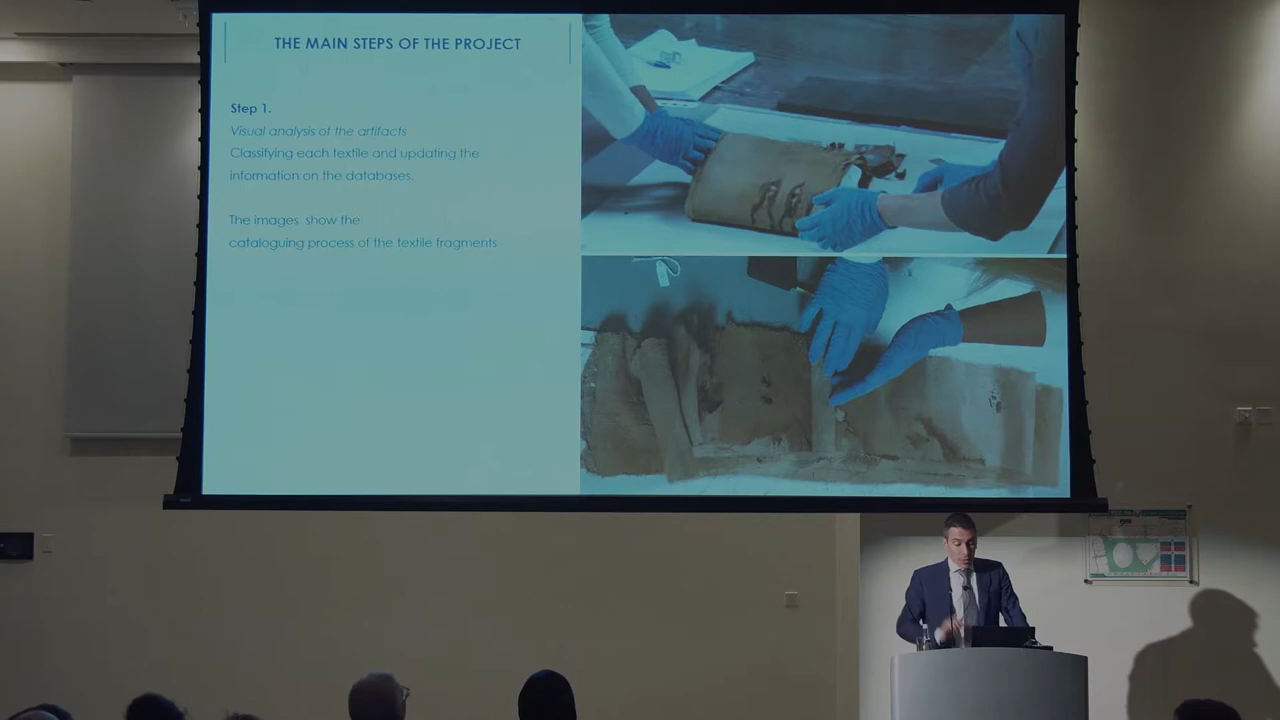 THE MAIN STEPS OF THE PROJECT
Step 1.
Visual analysis of the artifacts
Classifying each textile and updating the
information on the databases.
The images show the
cataloguing process of the textile fragments